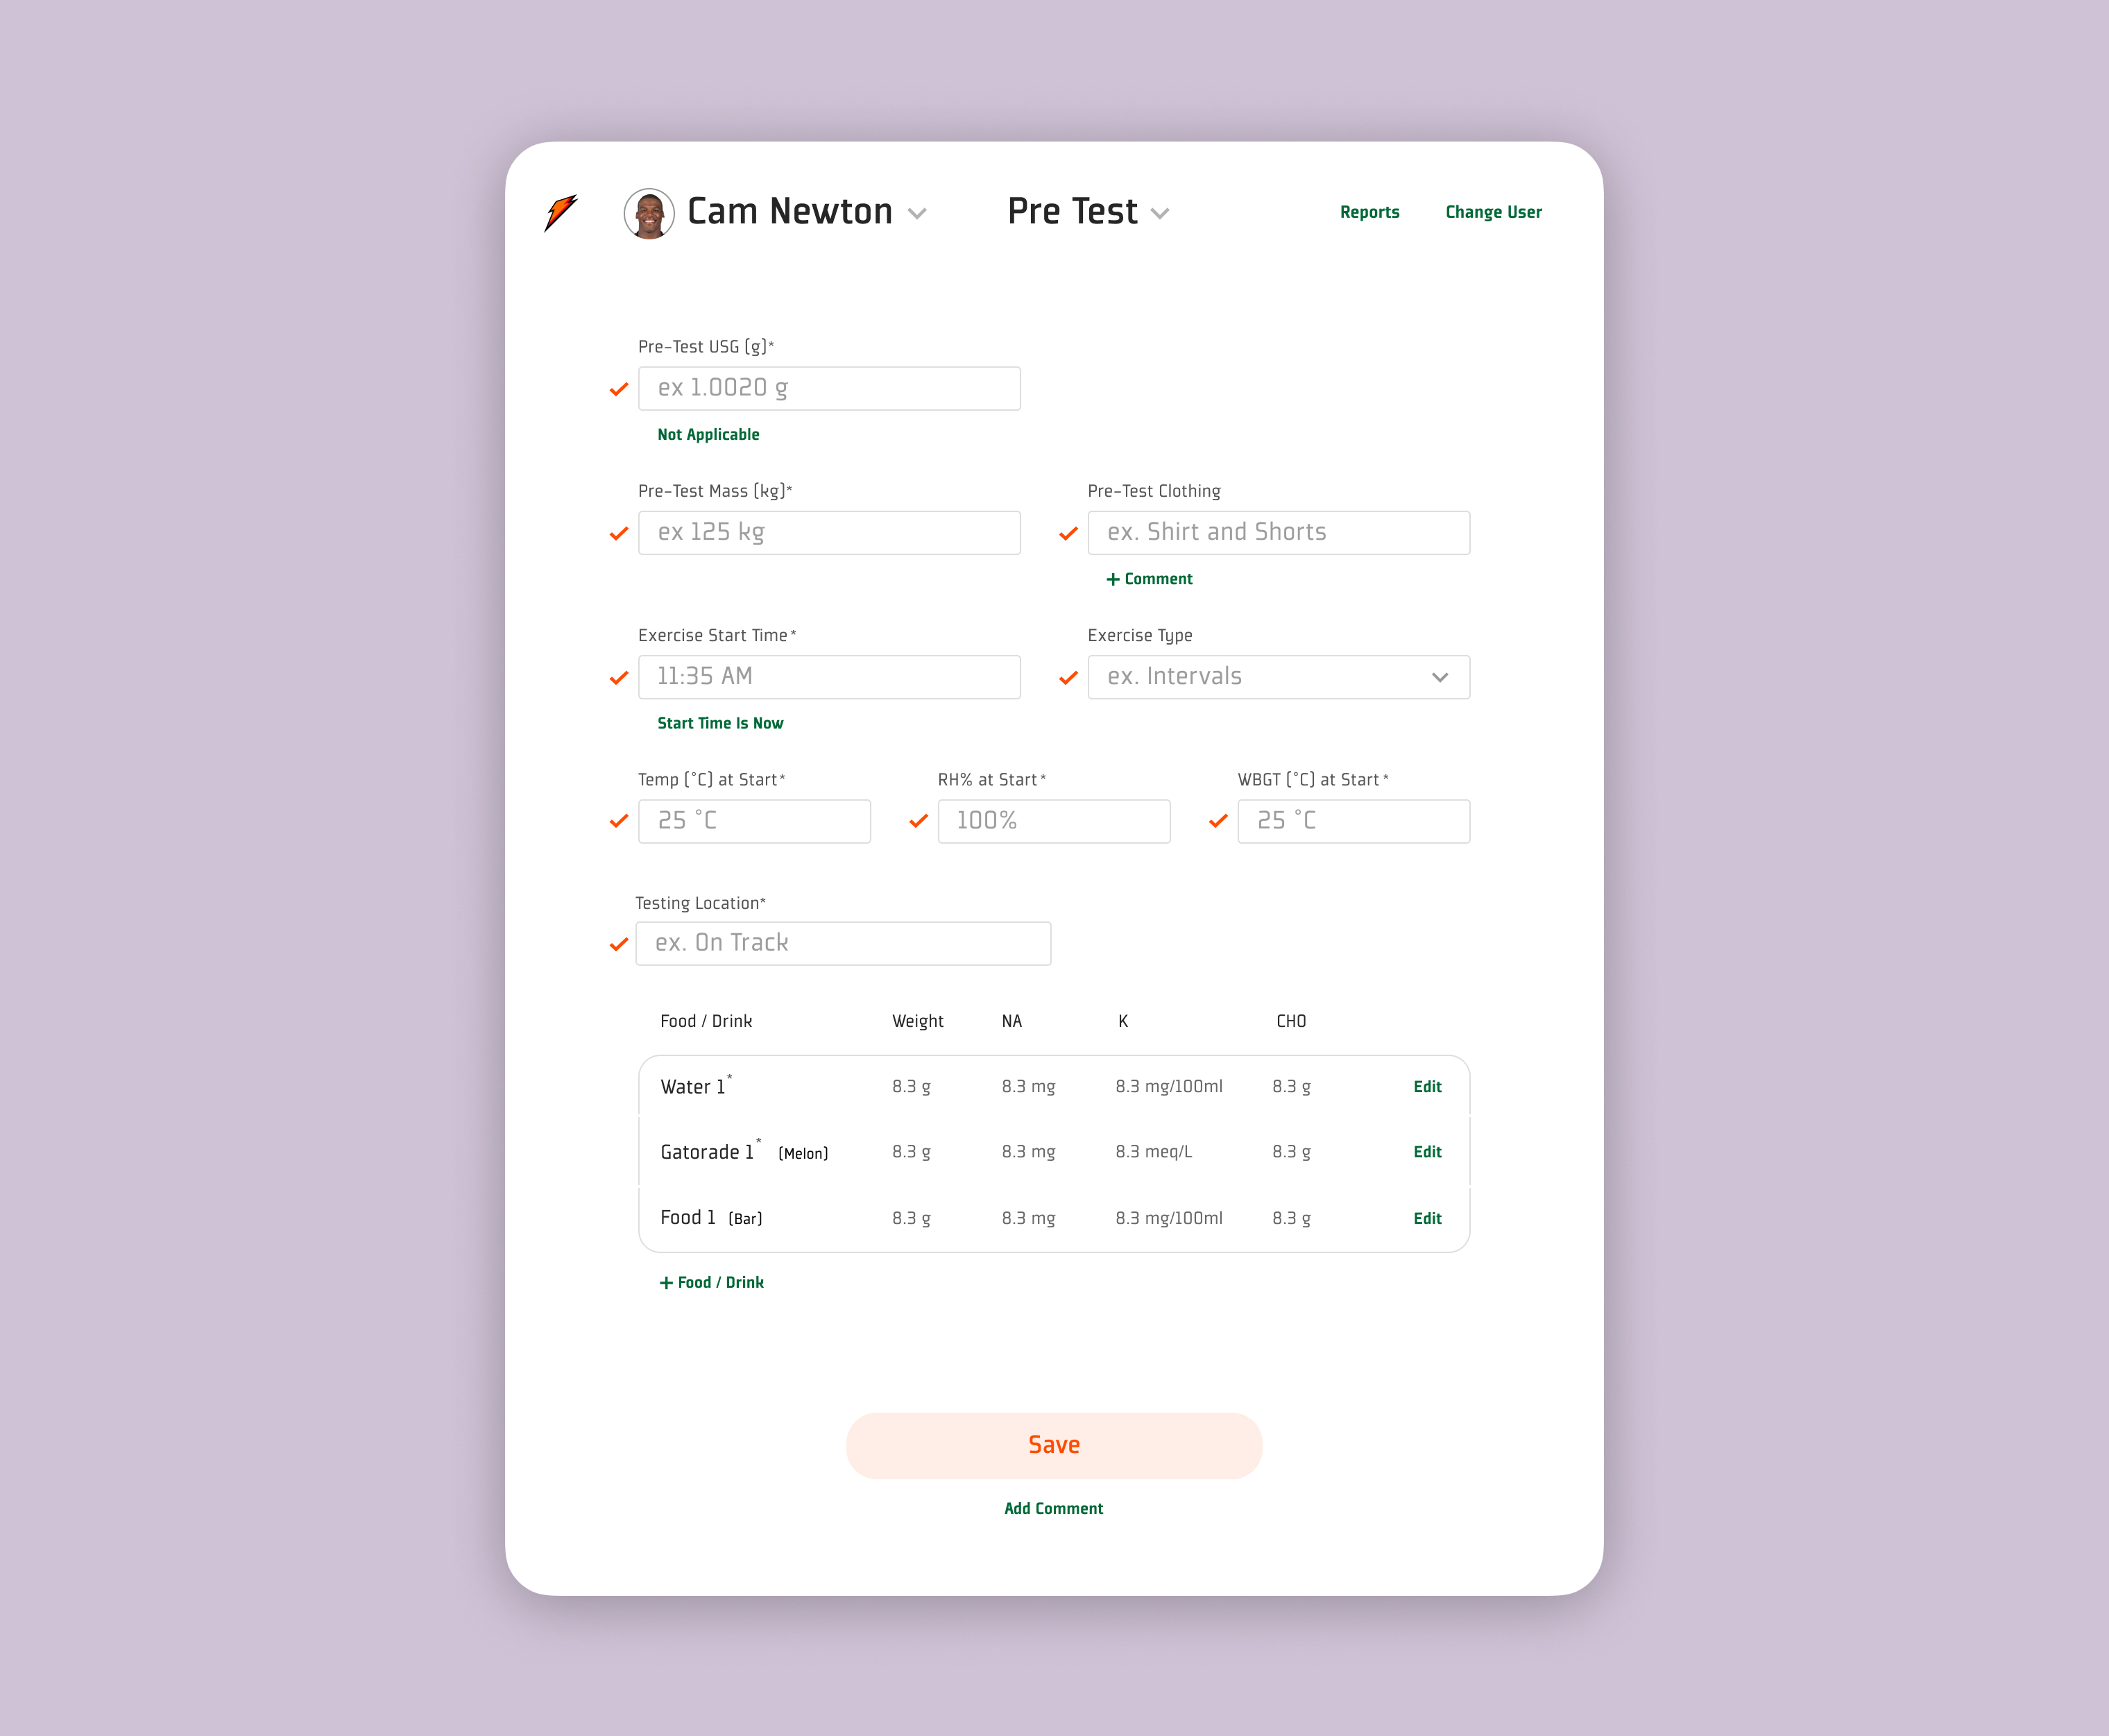 Cam Newton
Pre Test
Reports
Change User
Pre-Test USG (g)*
ex 1.0020 g
Not Applicable
Pre-Test Mass (kg)*
Pre-Test Clothing
ex 125 kg
ex. Shirt and Shorts
+ Comment
Exercise Start Time*
Exercise Type
11:35 AM
ex. Intervals
Start Time Is Now
Temp (°C) at Start*
RH% at Start*
WBGT (°C) at Start*
25 °C
100%
25 °C
Testing Location*
ex. On Track
Food / Drink Weight NA K CHO
Water 1* 8.3 g 8.3 mg 8.3 mg/100ml 8.3 g Edit
Gatorade 1* (Melon) 8.3 g 8.3 mg 8.3 meq/L 8.3 g Edit
Food 1 (Bar) 8.3 g 8.3 mg 8.3 mg/100ml 8.3 g Edit
+ Food / Drink
Save
Add Comment